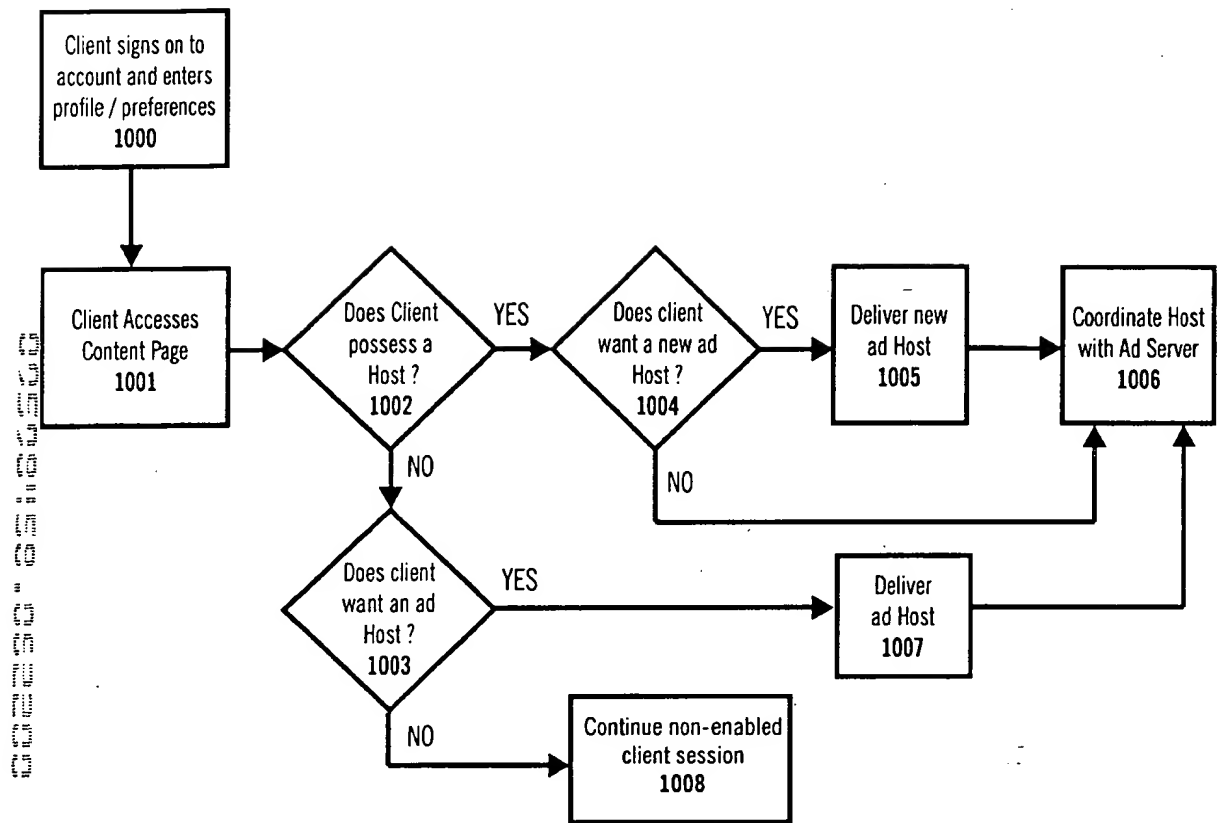 Client signs on to
account and enters
profile / preferences
1000
Client Accesses
Content Page
1001
Does Client
possess a
Host ?
1002
YES
NO
Does client
want a new ad
Host ?
1004
YES
NO
Deliver new
ad Host
1005
Coordinate Host
with Ad Server
1006
Does client
want an ad
Host ?
1003
YES
NO
Deliver
ad Host
1007
Continue non-enabled
client session
1008